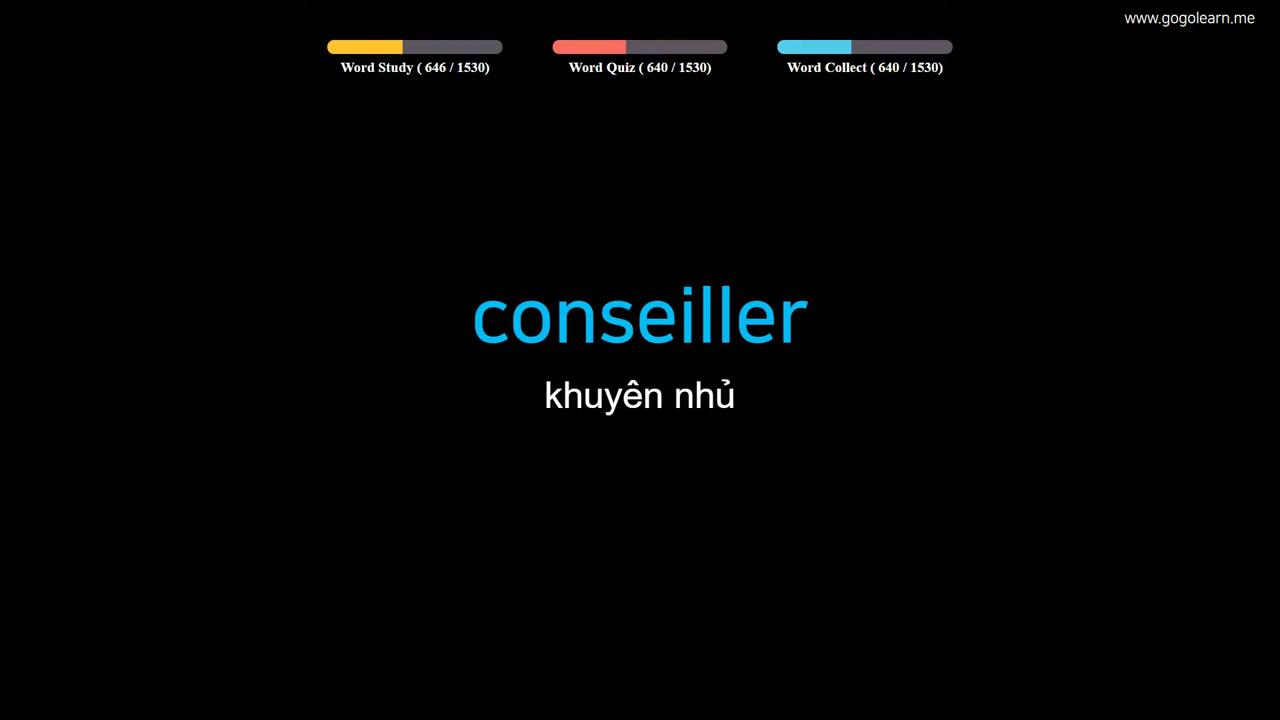 www.gogolearn.me
Word Study ( 646 / 1530)
Word Quiz ( 640 / 1530)
Word Collect ( 640 / 1530)
conseiller
khuyên nhủ